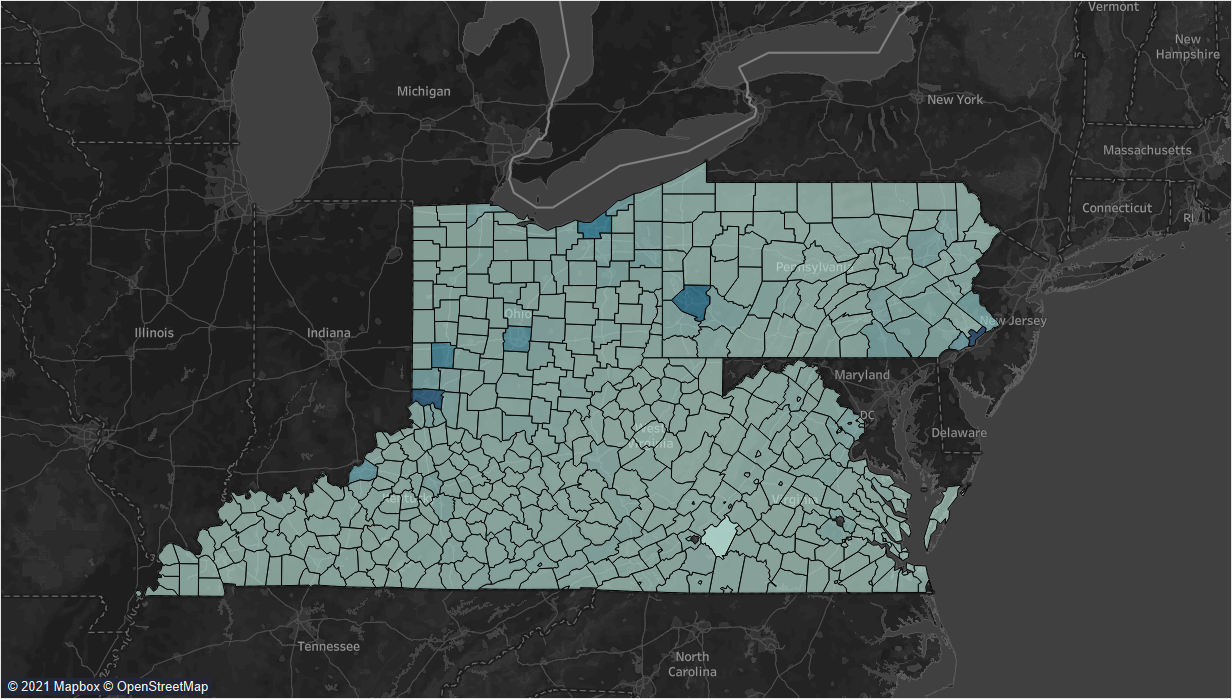 Vermont
New
Hampshire
Michigan
New York
Massachusetts
Connecticut
RI
Pennsylvani
Illinois
Indiana
Ohio
New Jersey
Maryland
DC
Delaware
West
Virginia
Kentucky
Virginia
Tennessee
North
Carolina
© 2021 Mapbox © OpenStreetMap